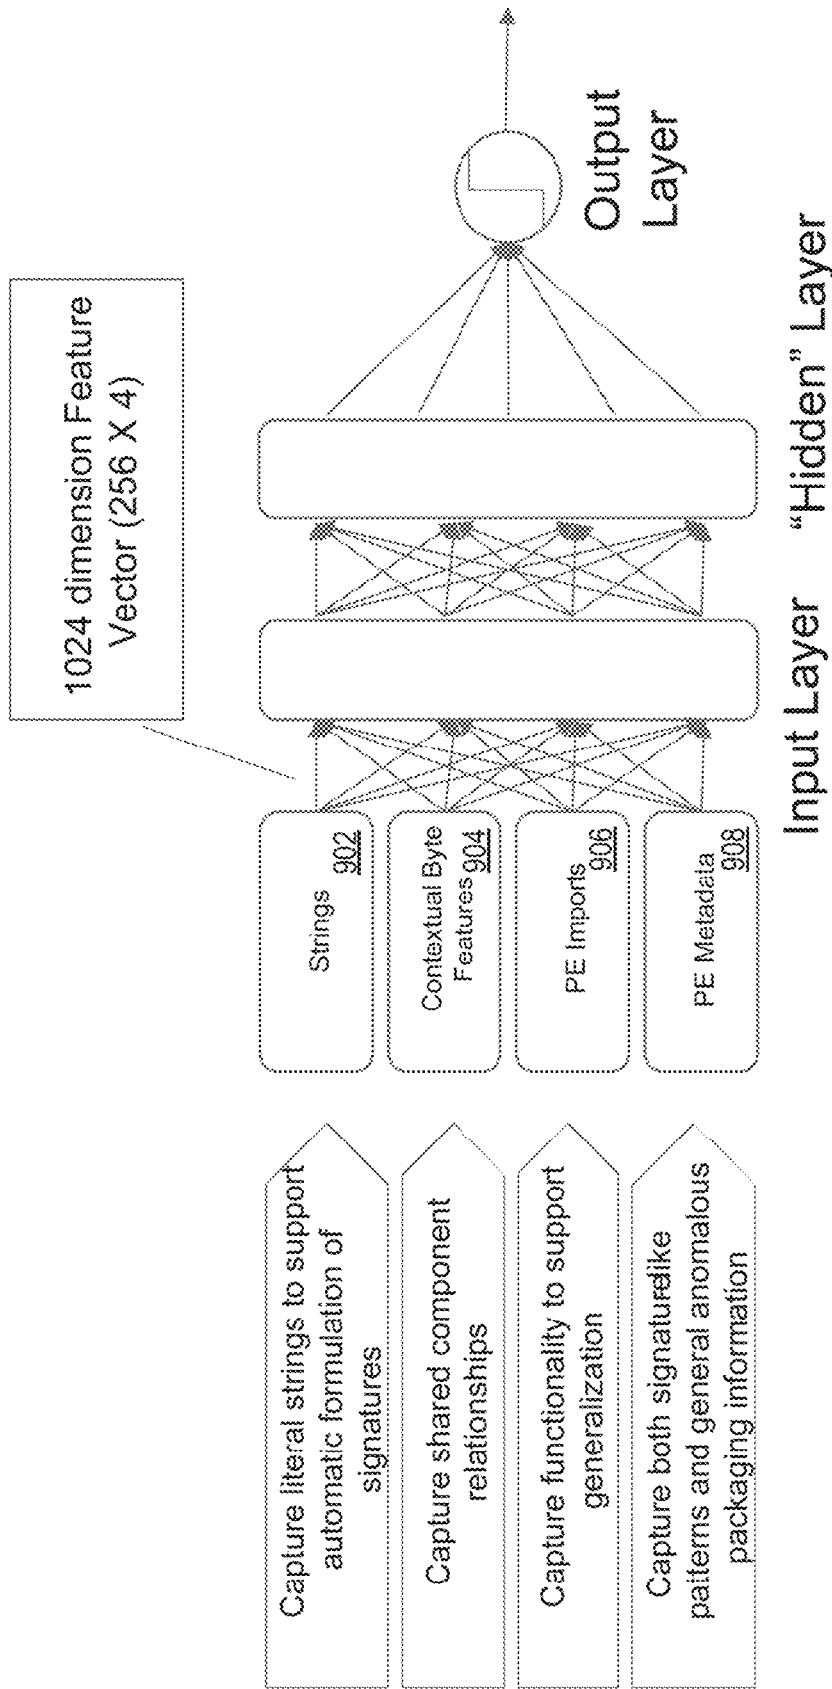 1024 dimension Feature
Vector (256 X 4)
Capture literal strings to support
automatic formulation of
signatures
Strings
902
Capture shared component
relationships
Contextual Byte
Features
904
Capture functionality to support
generalization
PE Imports
906
Capture both signaturelike
patterns and general anomalous
packaging information
PE Metadata
908
Input Layer
"Hidden" Layer
Output
Layer